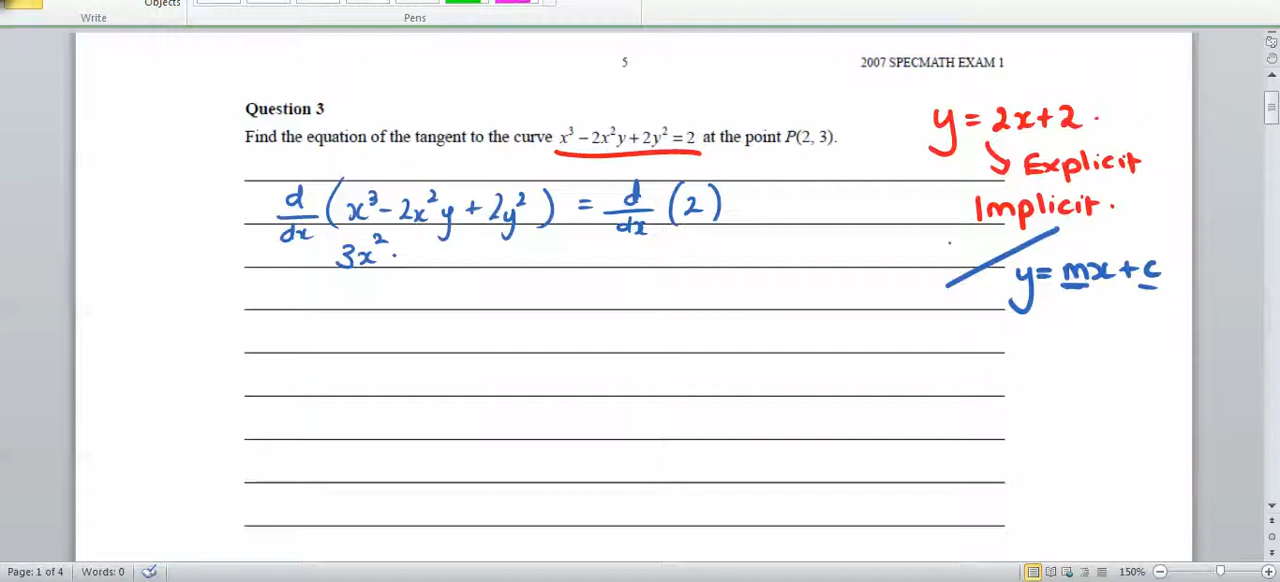 Objects
Write
Pens
5
2007 SPECMATH EXAM 1
Question 3
Find the equation of the tangent to the curve x³ − 2x²y + 2y² = 2 at the point P(2, 3).
y = 2x+2 .
Explicit
Implicit .
d/dx (x³ - 2x²y + 2y²) = d/dx (2)
3x²
y = mx + c
Page: 1 of 4
Words: 0
150%